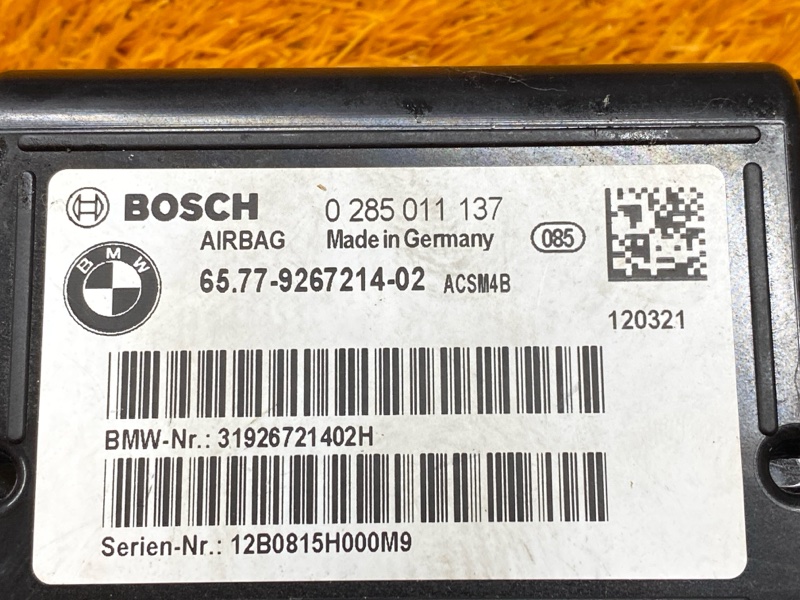 BOSCH 0 285 011 137
AIRBAG Made in Germany 085
BMW
65.77-9267214-02 ACSM4B
120321
BMW-Nr.: 31926721402H
Serien-Nr.: 12B0815H000M9